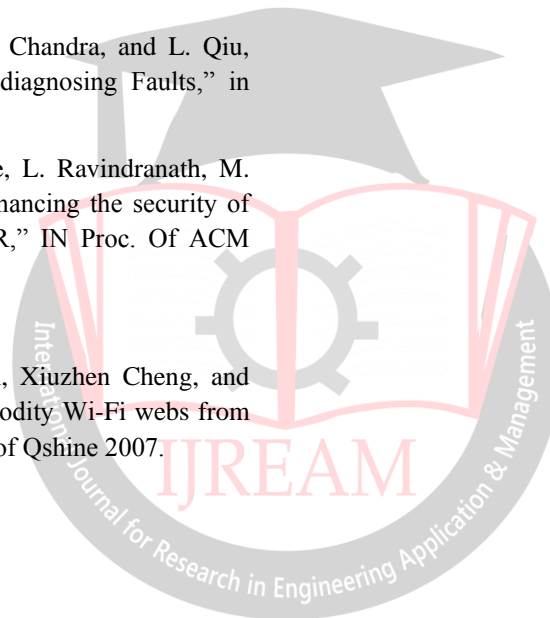 Chandra, and L. Qiu,
diagnosing Faults,” in
e, L. Ravindranath, M.
nhancing the security of
R,” IN Proc. Of ACM
, Xiuzhen Cheng, and
odity Wi-Fi webs from
of Qshine 2007.
IJREAM
International Journal for Research in Engineering Application & Management